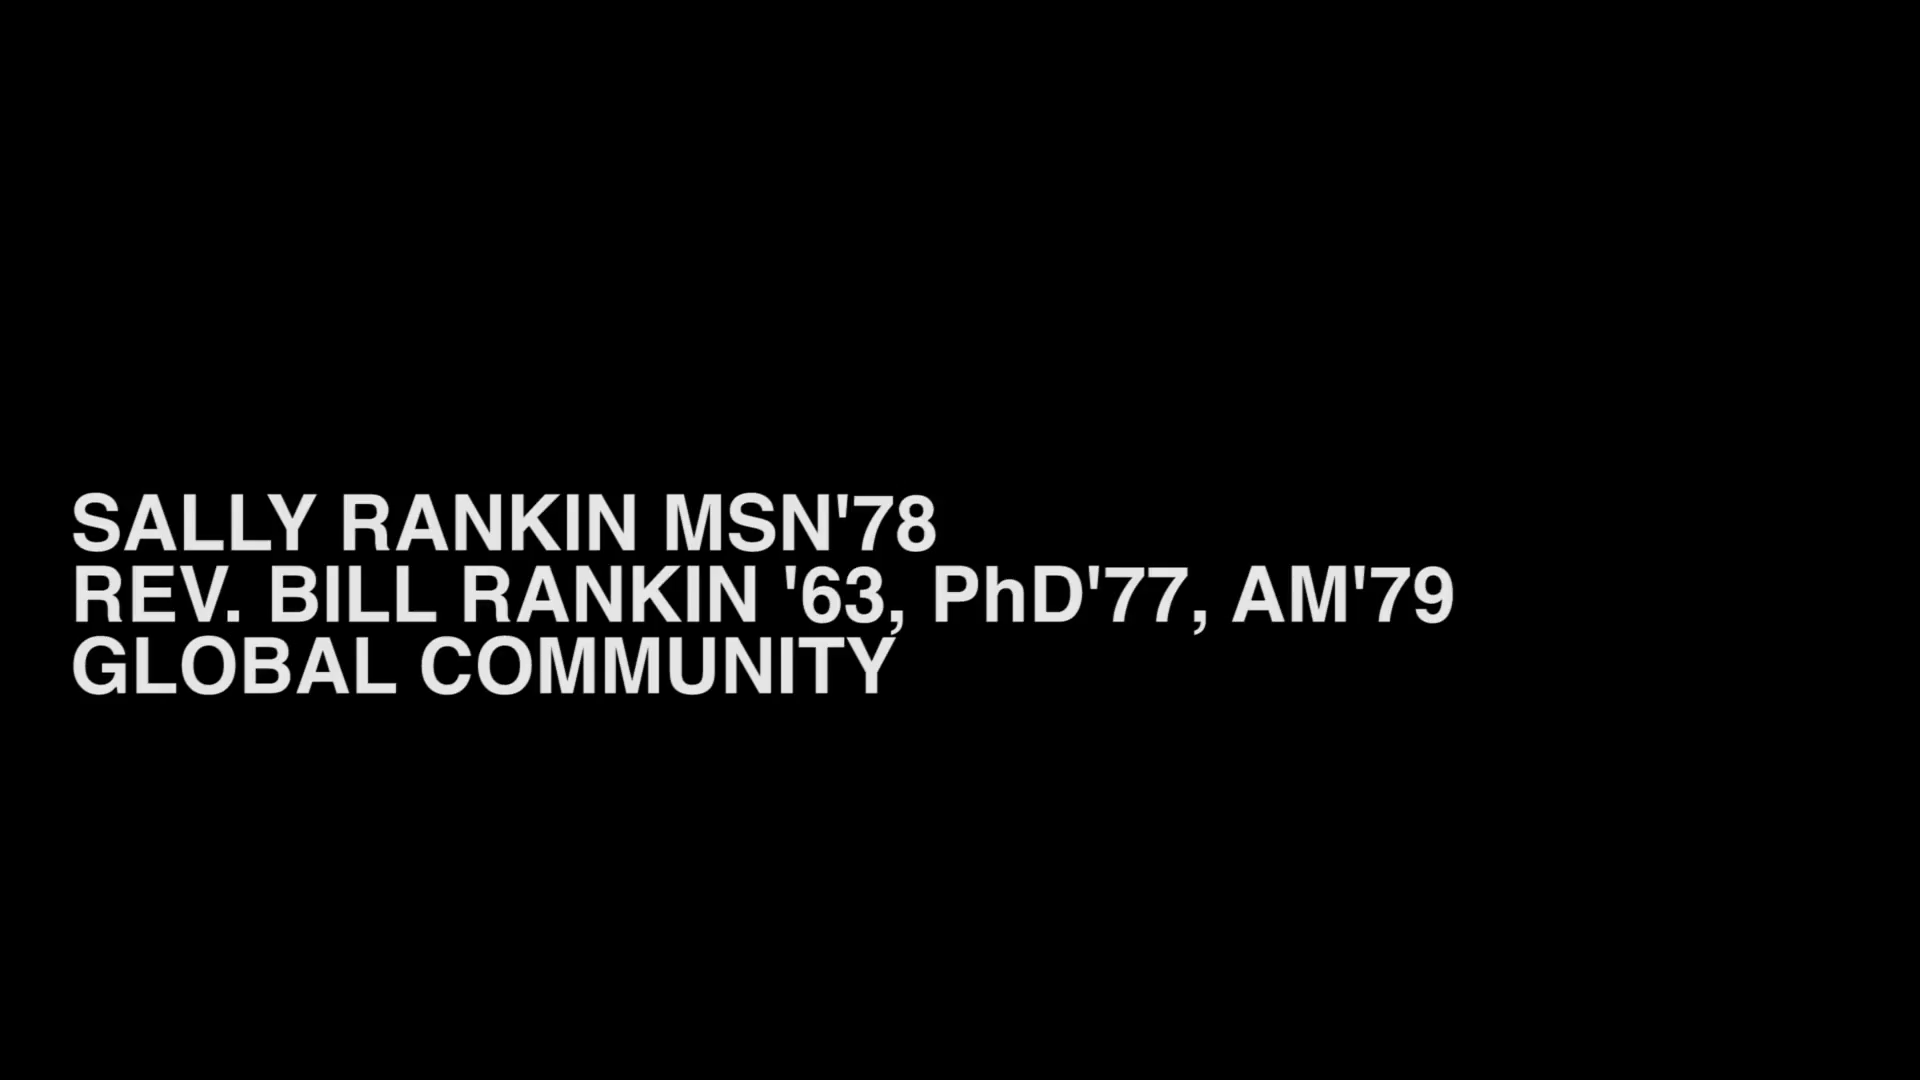 SALLY RANKIN MSN'78
REV. BILL RANKIN '63, PhD'77, AM'79
GLOBAL COMMUNITY